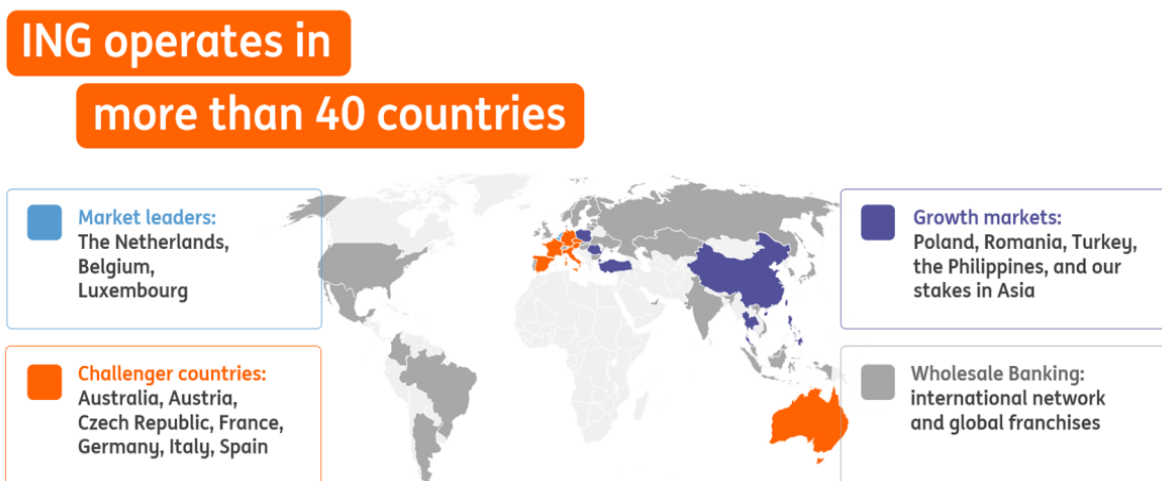 ING operates in
more than 40 countries
Market leaders:
The Netherlands,
Belgium,
Luxembourg
Challenger countries:
Australia, Austria,
Czech Republic, France,
Germany, Italy, Spain
Growth markets:
Poland, Romania, Turkey,
the Philippines, and our
stakes in Asia
Wholesale Banking:
international network
and global franchises